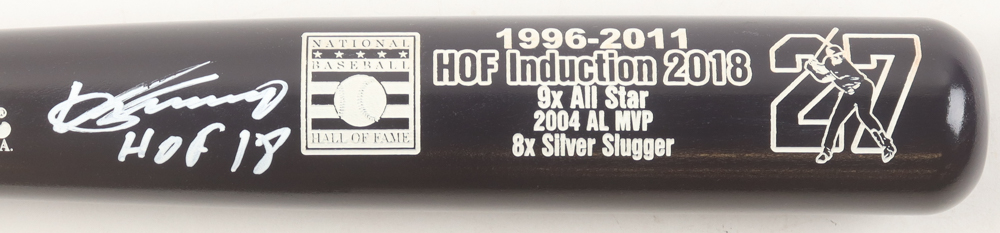 HOF 18
NATIONAL
BASEBALL
HALL OF FAME
1996-2011
HOF Induction 2018
9x All Star
2004 AL MVP
8x Silver Slugger
27